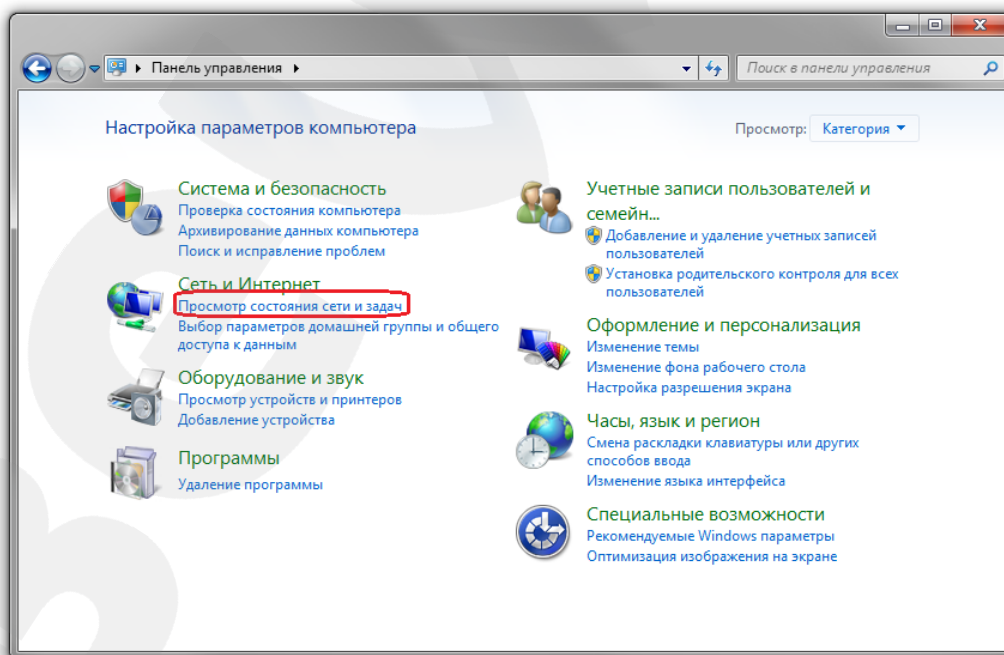 Панель управления
Поиск в панели управления
Настройка параметров компьютера
Просмотр: Категория
Система и безопасность
Проверка состояния компьютера
Архивирование данных компьютера
Поиск и исправление проблем
Сеть и Интернет
Просмотр состояния сети и задач
Выбор параметров домашней группы и общего
доступа к данным
Оборудование и звук
Просмотр устройств и принтеров
Добавление устройства
Программы
Удаление программы
Учетные записи пользователей и
семейн...
Добавление и удаление учетных записей
пользователей
Установка родительского контроля для всех
пользователей
Оформление и персонализация
Изменение темы
Изменение фона рабочего стола
Настройка разрешения экрана
Часы, язык и регион
Смена раскладки клавиатуры или других
способов ввода
Изменение языка интерфейса
Специальные возможности
Рекомендуемые Windows параметры
Оптимизация изображения на экране